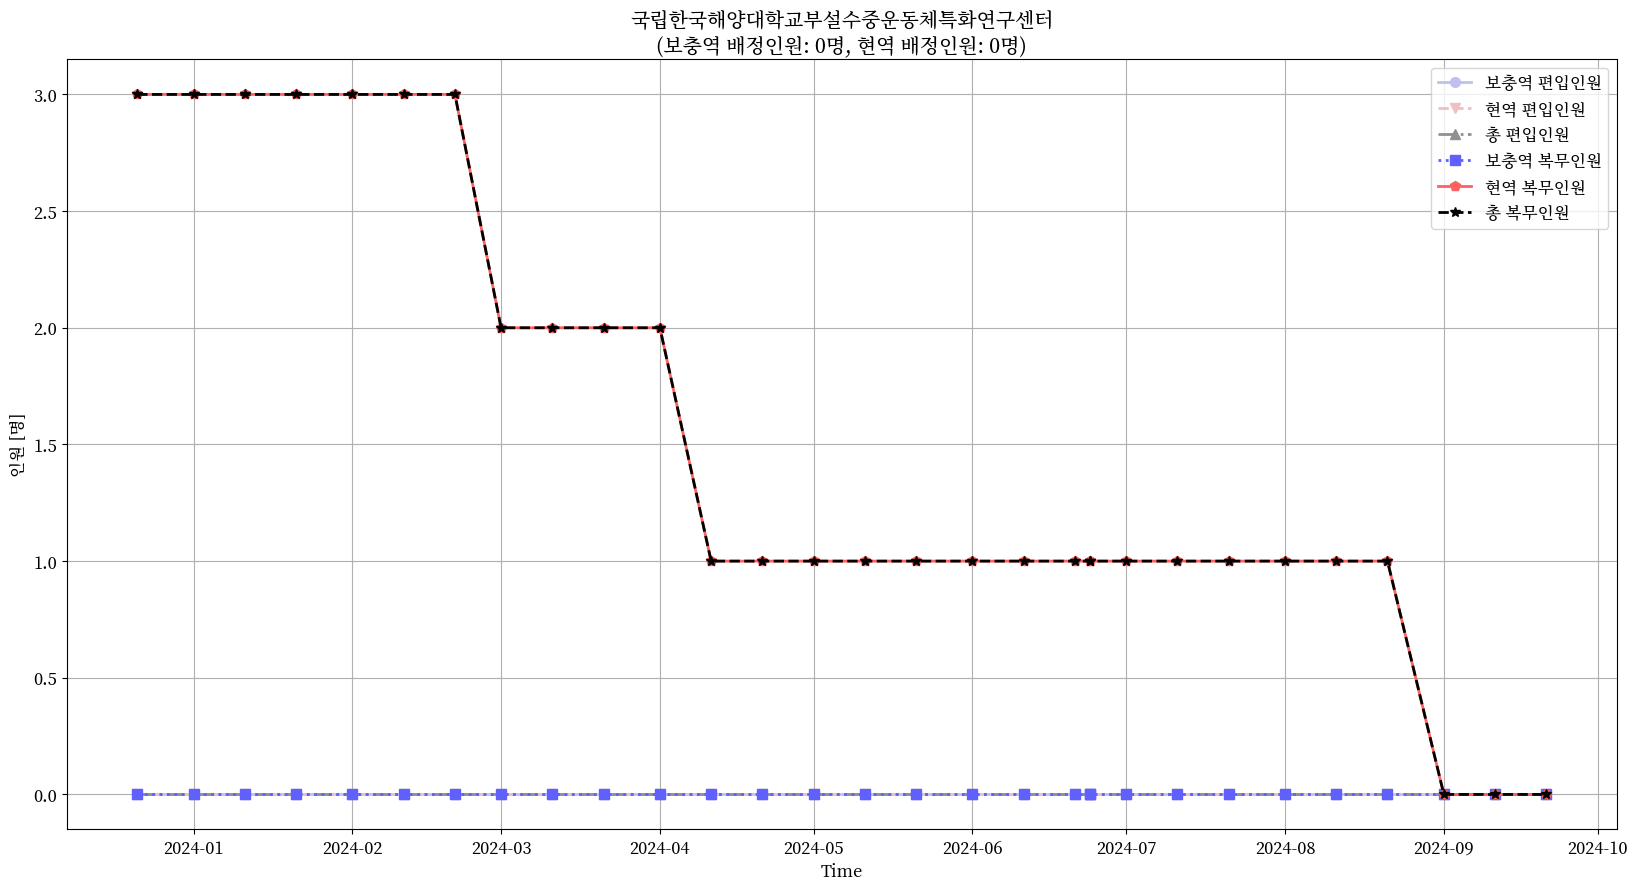 국립한국해양대학교부설수중운동체특화연구센터
(보충역 배정인원: 0명, 현역 배정인원: 0명)
보충역 편입인원
현역 편입인원
총 편입인원
보충역 복무인원
현역 복무인원
총 복무인원
인원 [명]
3.0
2.5
2.0
1.5
1.0
0.5
0.0
2024-01
2024-02
2024-03
2024-04
2024-05
2024-06
2024-07
2024-08
2024-09
2024-10
Time